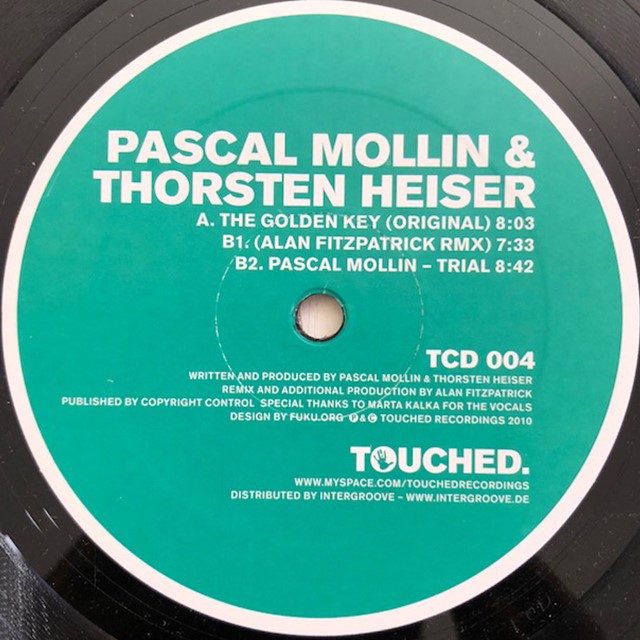 PASCAL MOLLIN &
THORSTEN HEISER
A. THE GOLDEN KEY (ORIGINAL) 8:03
B1. (ALAN FITZPATRICK RMX) 7:33
B2. PASCAL MOLLIN – TRIAL 8:42
TCD 004
WRITTEN AND PRODUCED BY PASCAL MOLLIN & THORSTEN HEISER
REMIX AND ADDITIONAL PRODUCTION BY ALAN FITZPATRICK
PUBLISHED BY COPYRIGHT CONTROL SPECIAL THANKS TO MARTA KALKA FOR THE VOCALS
DESIGN BY FUKU.ORG ℗ & © TOUCHED RECORDINGS 2010
TOUCHED.
WWW.MYSPACE.COM/TOUCHEDRECORDINGS
DISTRIBUTED BY INTERGROOVE – WWW.INTERGROOVE.DE